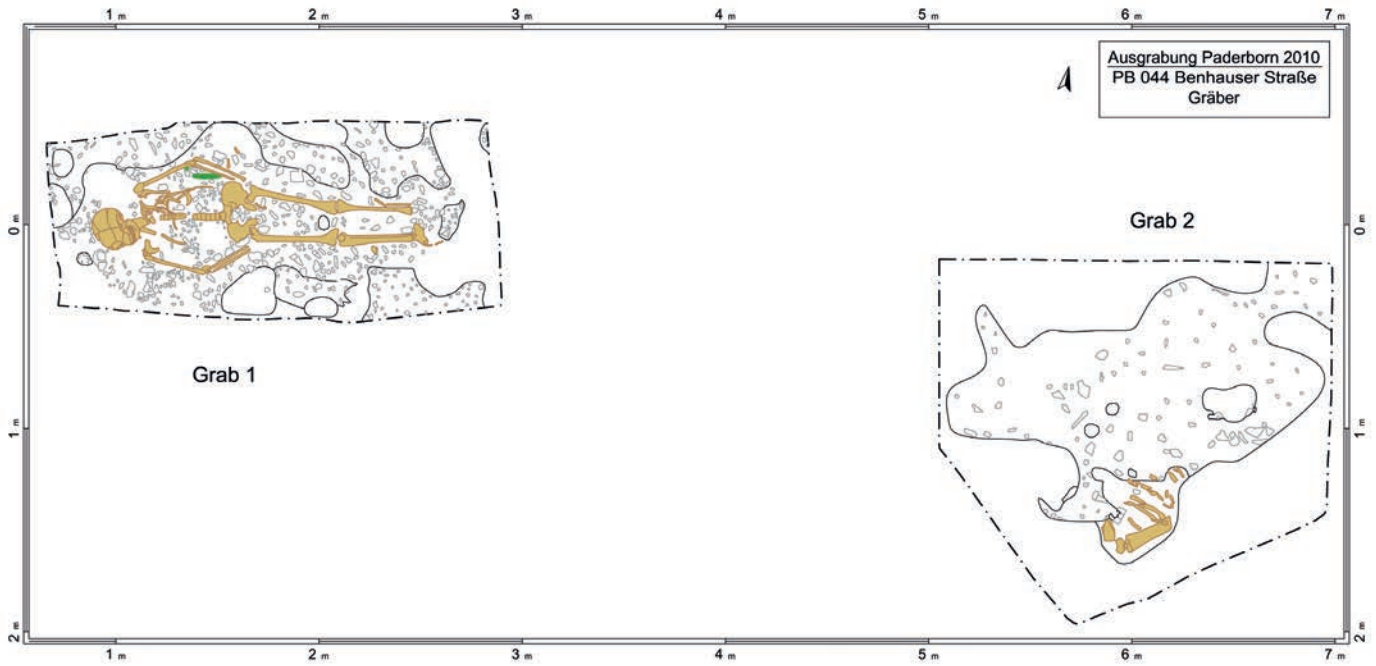 1 m 2 m 3 m 4 m 5 m 6 m 7 m
Ausgrabung Paderborn 2010
PB 044 Benhauser Straße
Gräber
0 m
0 m
Grab 2
Grab 1
1 m
1 m
2 m
2 m
1 m 2 m 3 m 4 m 5 m 6 m 7 m